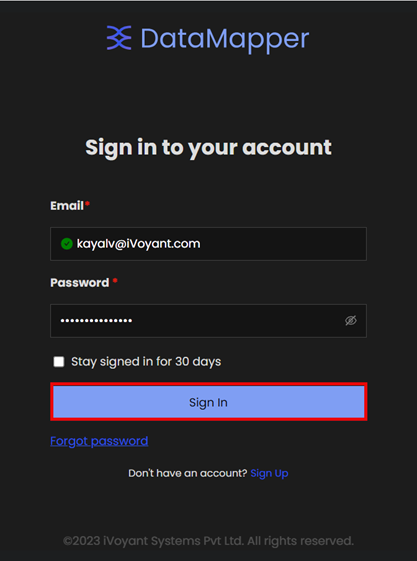 DataMapper
Sign in to your account
Email*
kayalv@iVoyant.com
Password *
•••••••••••••••
Stay signed in for 30 days
Sign In
Forgot password
Don't have an account? Sign Up
©2023 iVoyant Systems Pvt Ltd. All rights reserved.